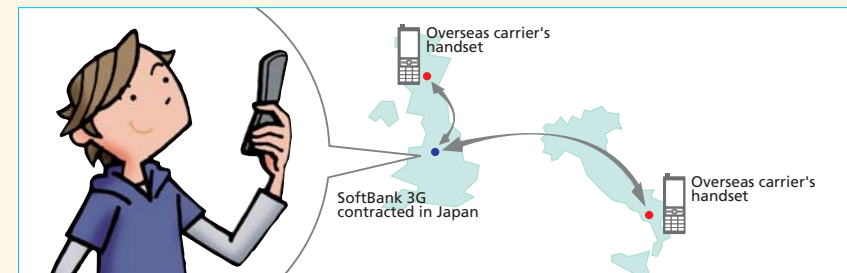 Overseas carrier's
handset
SoftBank 3G
contracted in Japan
Overseas carrier's
handset